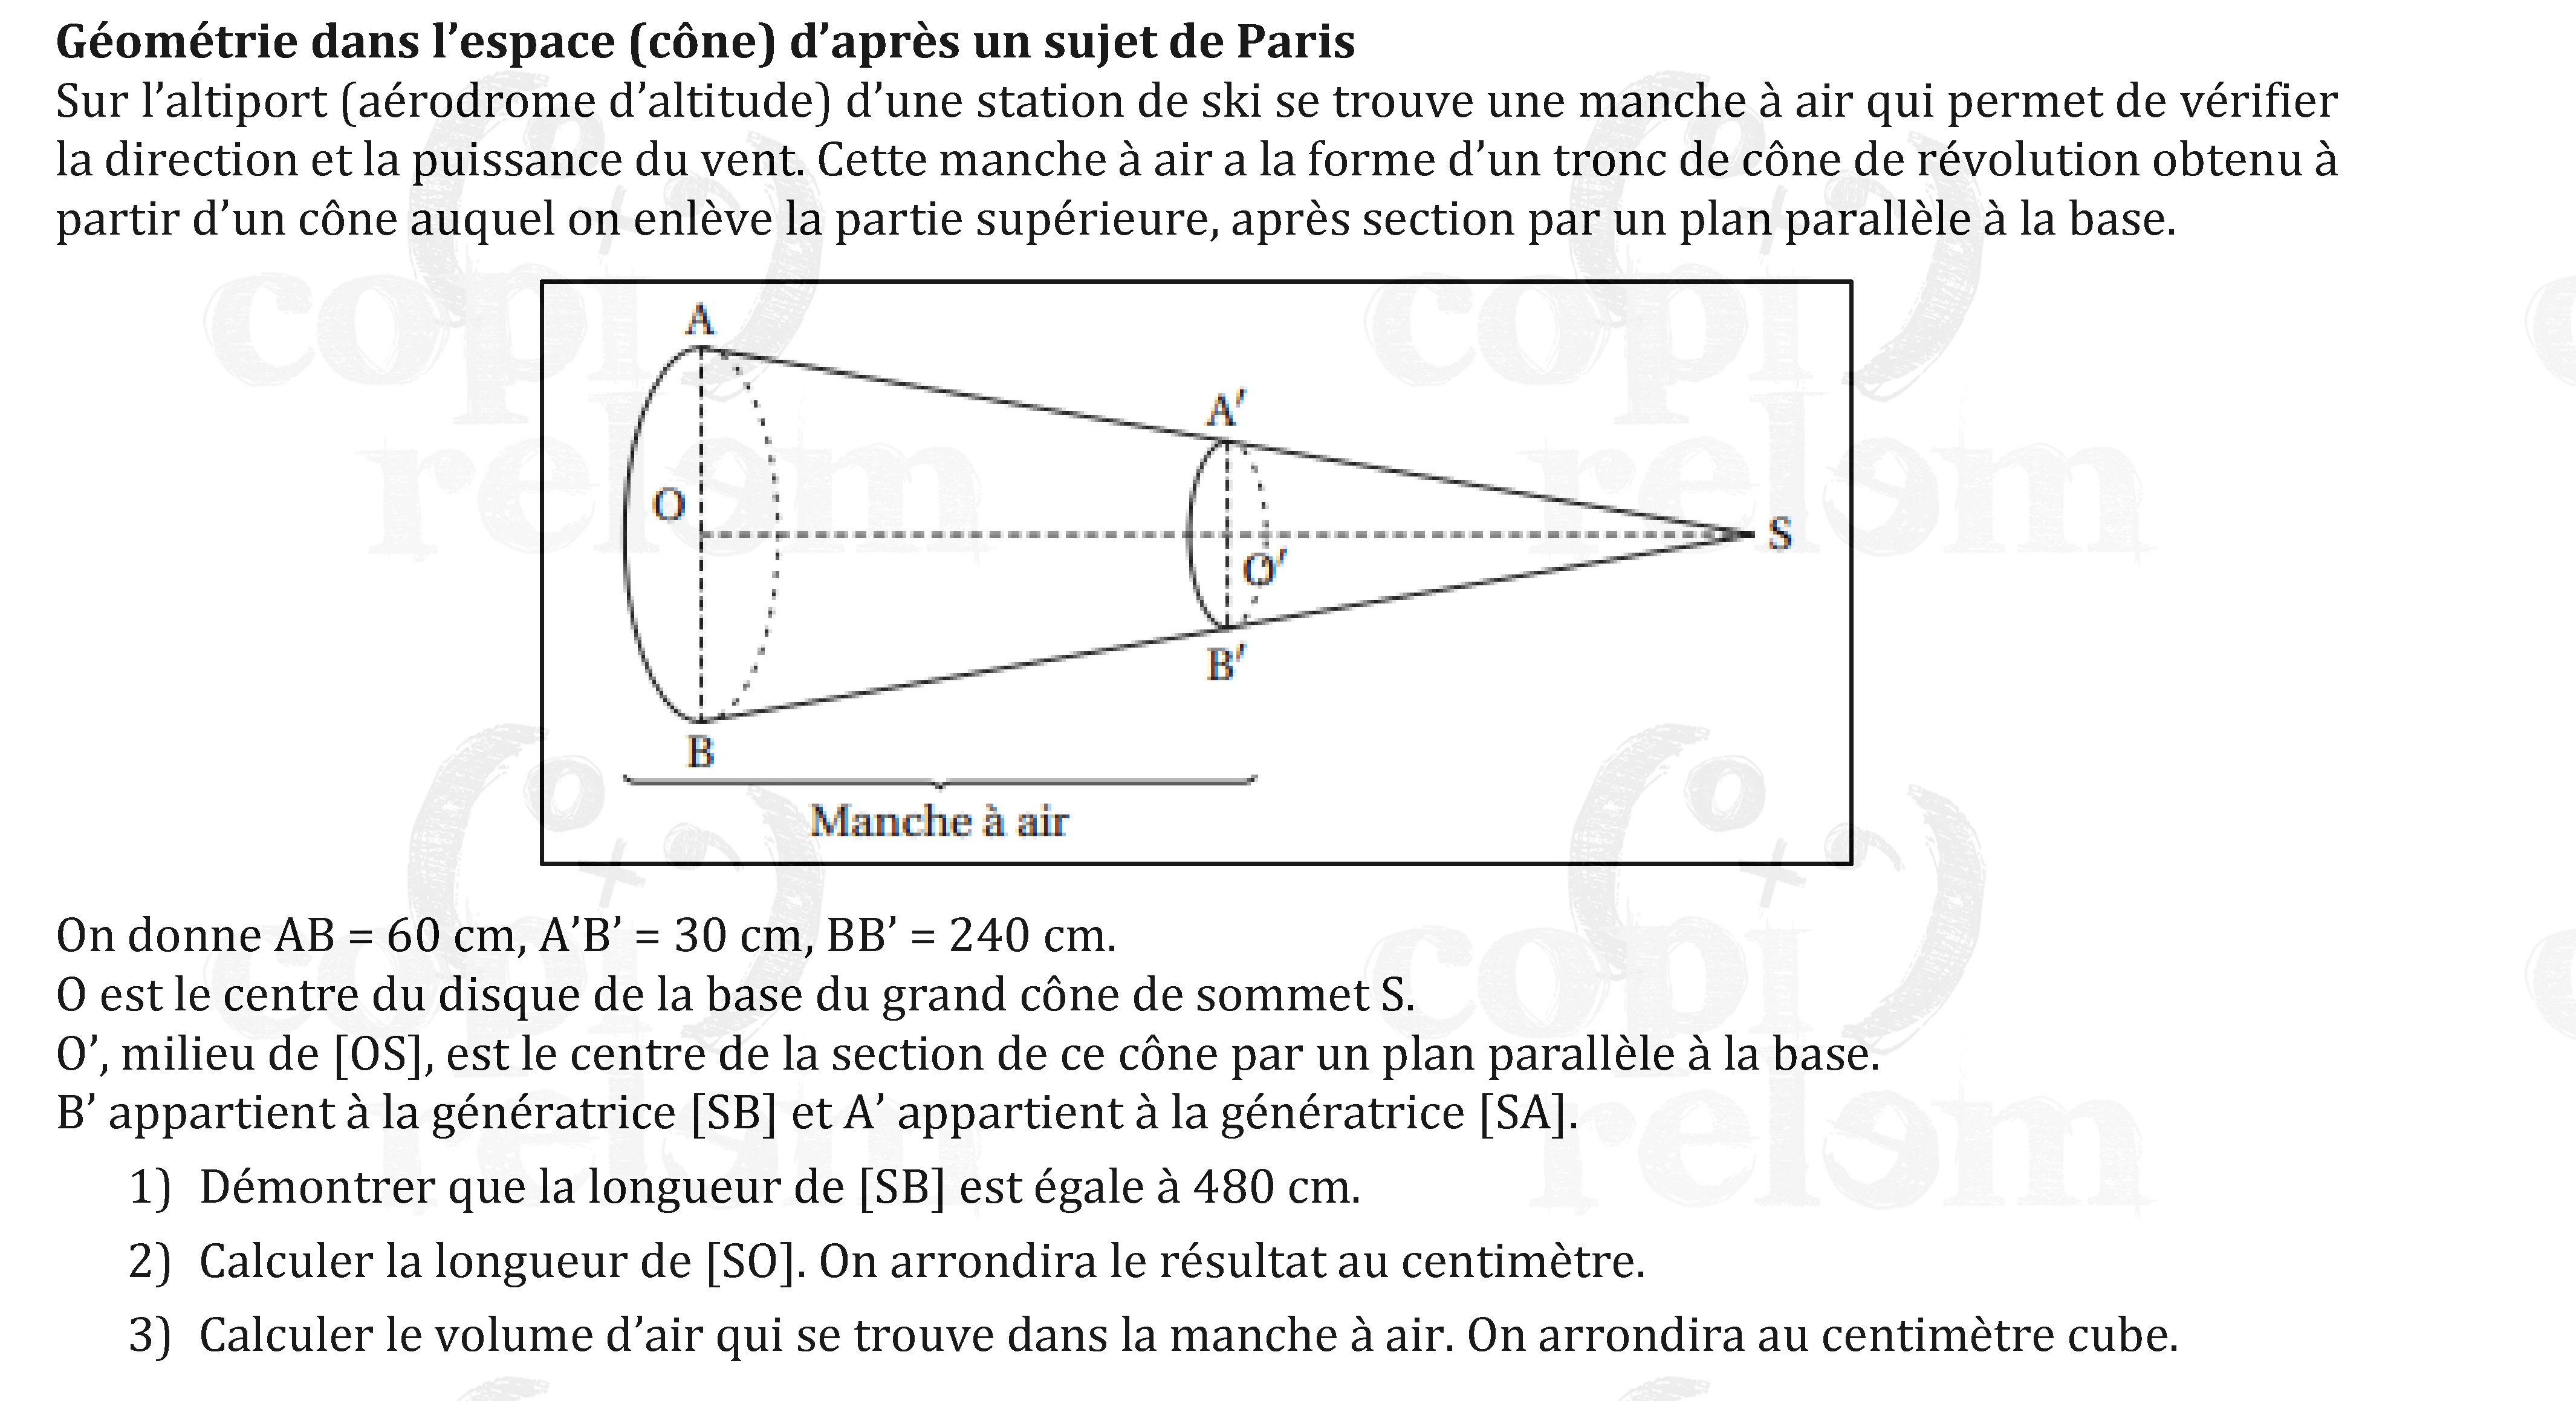 Géométrie dans l’espace (cône) d’après un sujet de Paris
Sur l’altiport (aérodrome d’altitude) d’une station de ski se trouve une manche à air qui permet de vérifier
la direction et la puissance du vent. Cette manche à air a la forme d’un tronc de cône de révolution obtenu à
partir d’un cône auquel on enlève la partie supérieure, après section par un plan parallèle à la base.
A
A′
O
S
O′
B′
B
Manche à air
On donne AB = 60 cm, A’B’ = 30 cm, BB’ = 240 cm.
O est le centre du disque de la base du grand cône de sommet S.
O’, milieu de [OS], est le centre de la section de ce cône par un plan parallèle à la base.
B’ appartient à la génératrice [SB] et A’ appartient à la génératrice [SA].
1) Démontrer que la longueur de [SB] est égale à 480 cm.
2) Calculer la longueur de [SO]. On arrondira le résultat au centimètre.
3) Calculer le volume d’air qui se trouve dans la manche à air. On arrondira au centimètre cube.
copi
relem
copi
relem
copi
relem
copi
relem